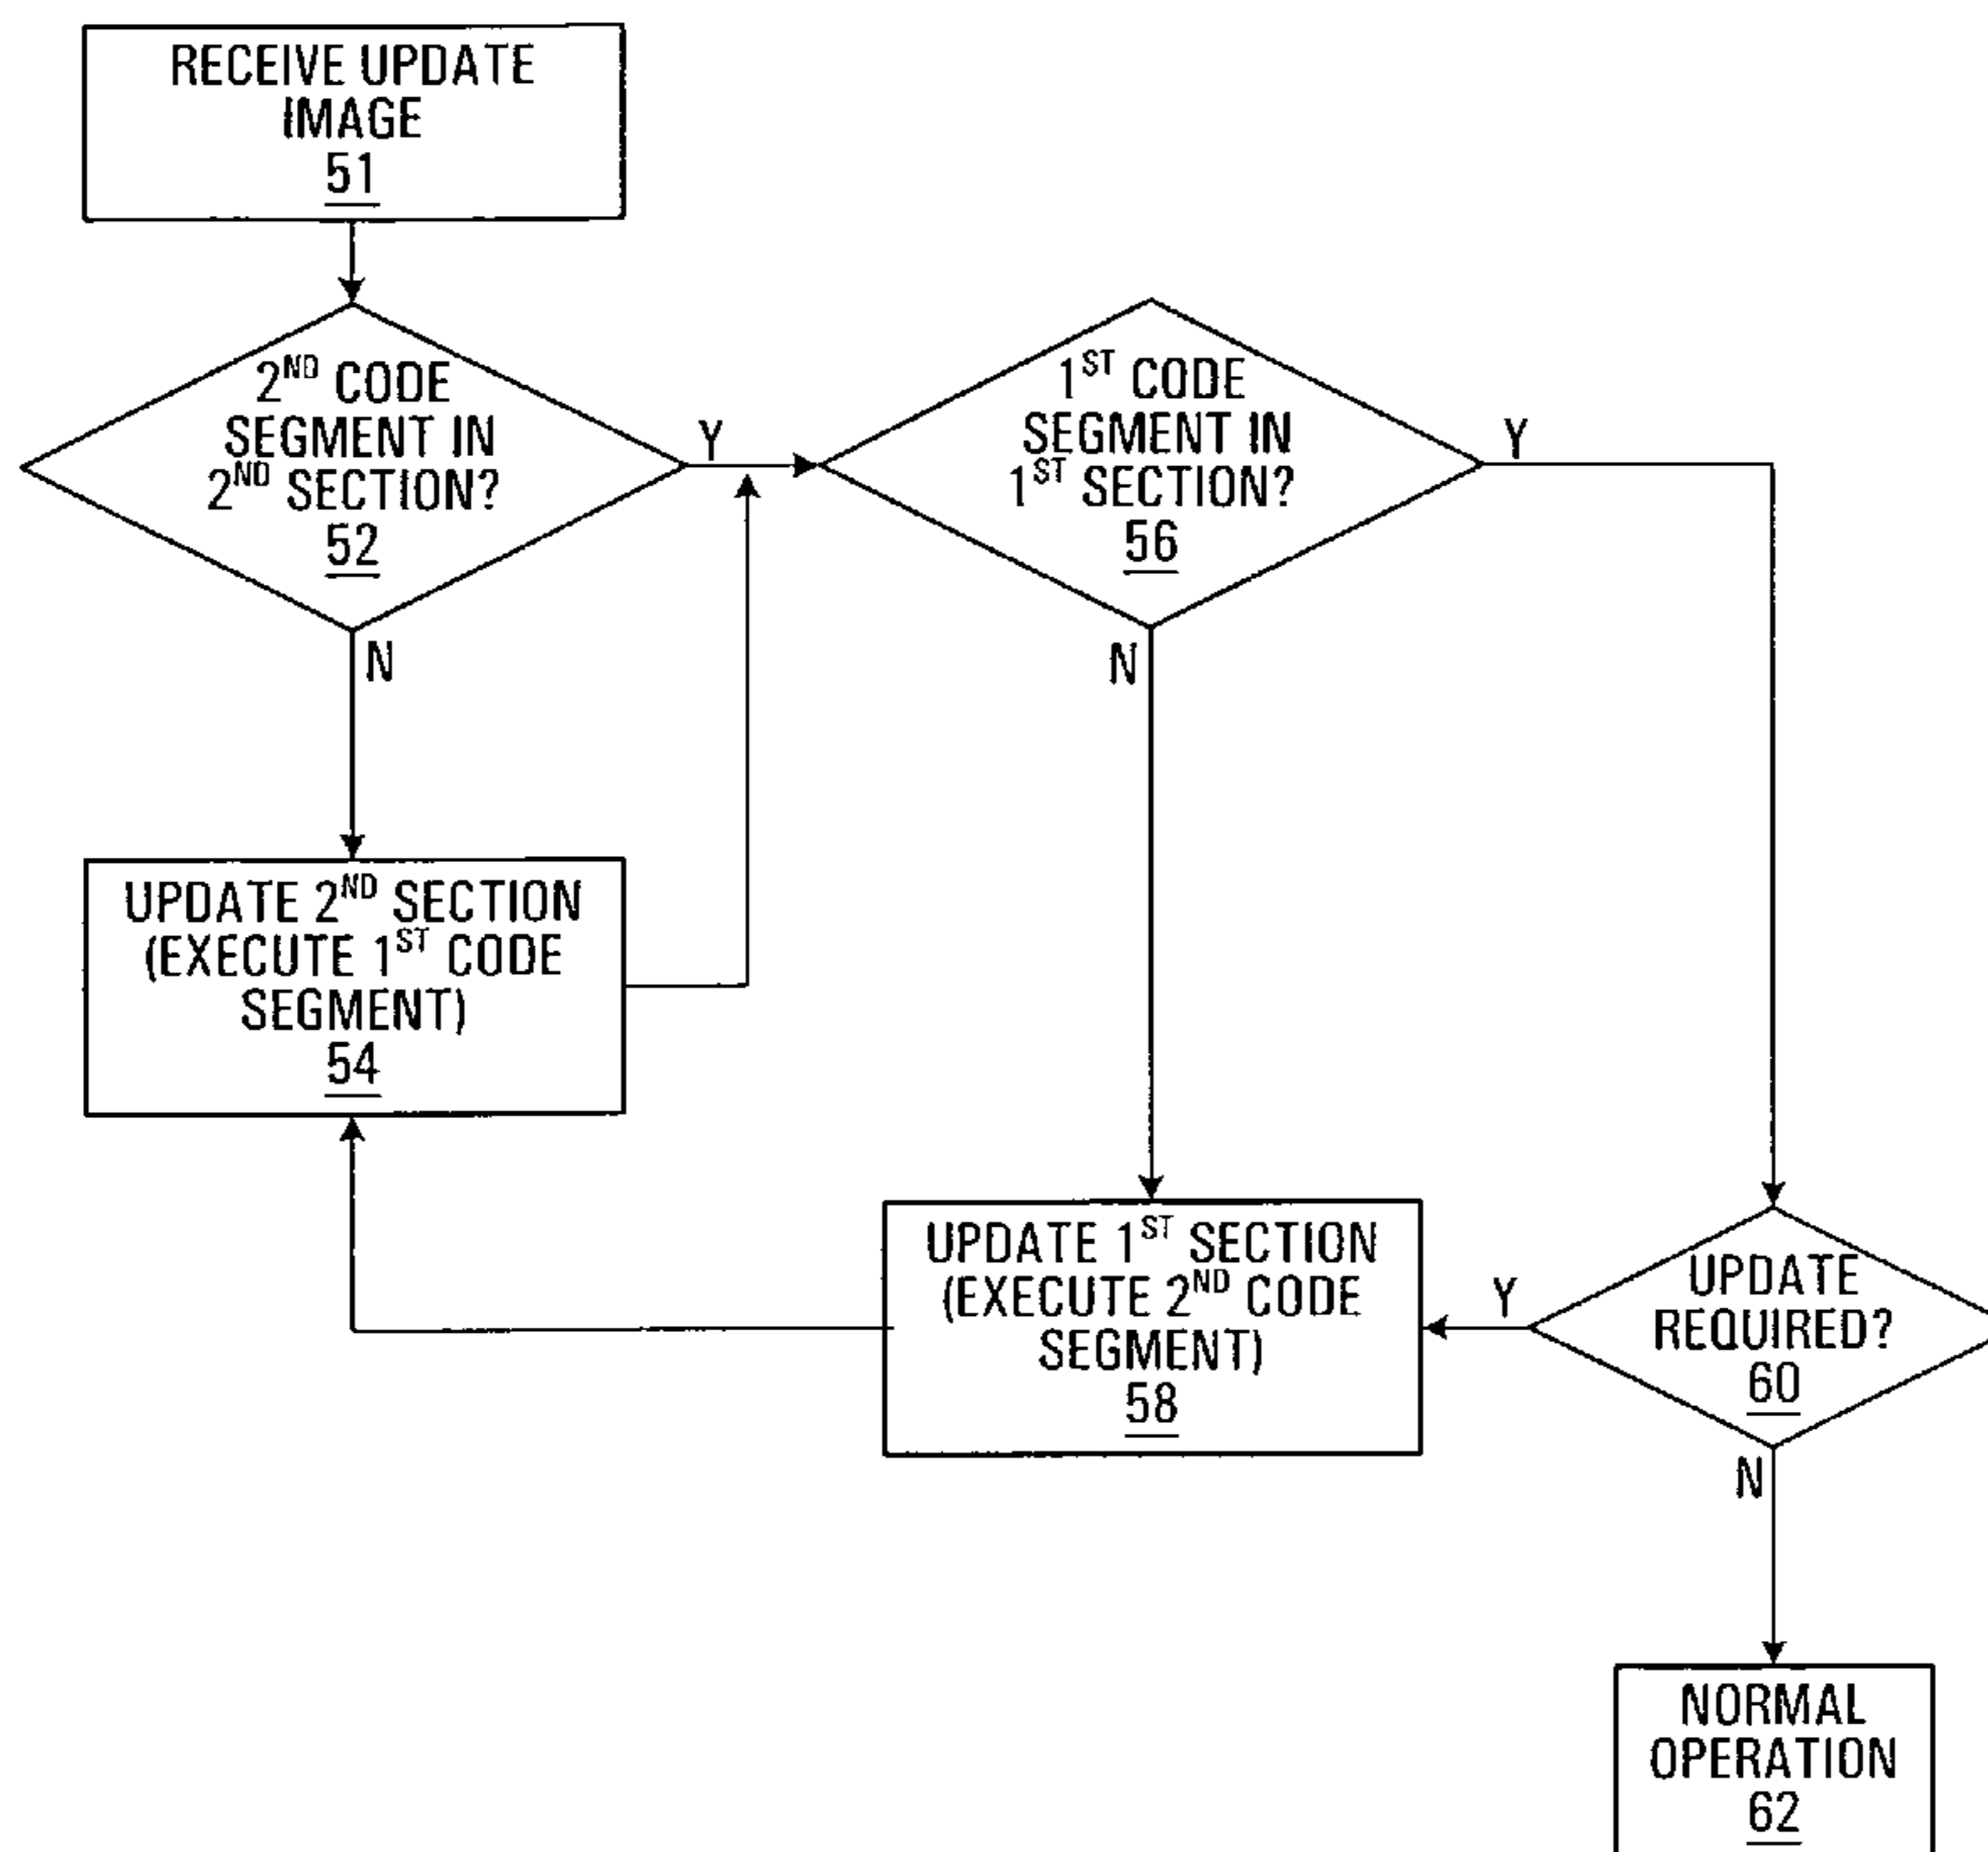 RECEIVE UPDATE
IMAGE
51
2ND CODE
SEGMENT IN
2ND SECTION?
52
Y
N
1ST CODE
SEGMENT IN
1ST SECTION?
56
Y
N
UPDATE 2ND SECTION
(EXECUTE 1ST CODE
SEGMENT)
54
UPDATE 1ST SECTION
(EXECUTE 2ND CODE
SEGMENT)
58
Y
UPDATE
REQUIRED?
60
N
NORMAL
OPERATION
62